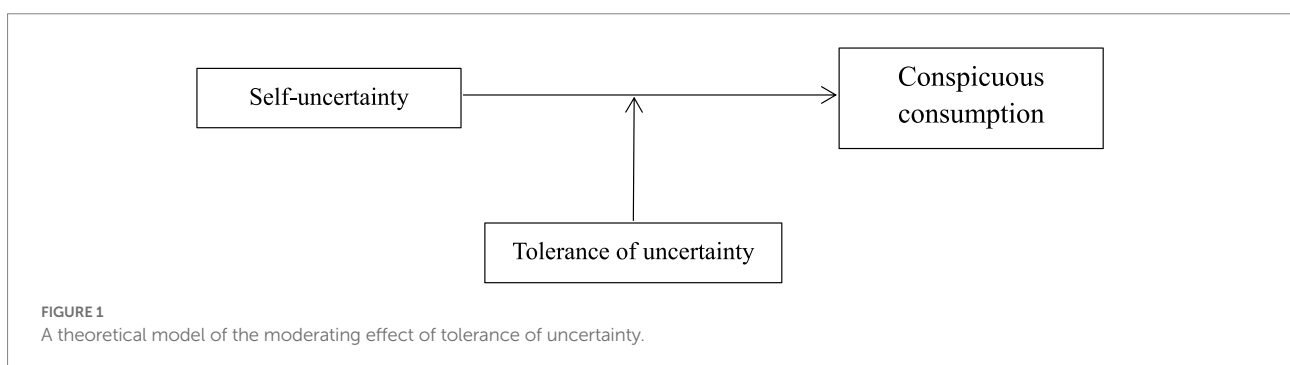 Self-uncertainty
Conspicuous
consumption
Tolerance of uncertainty
FIGURE 1
A theoretical model of the moderating effect of tolerance of uncertainty.